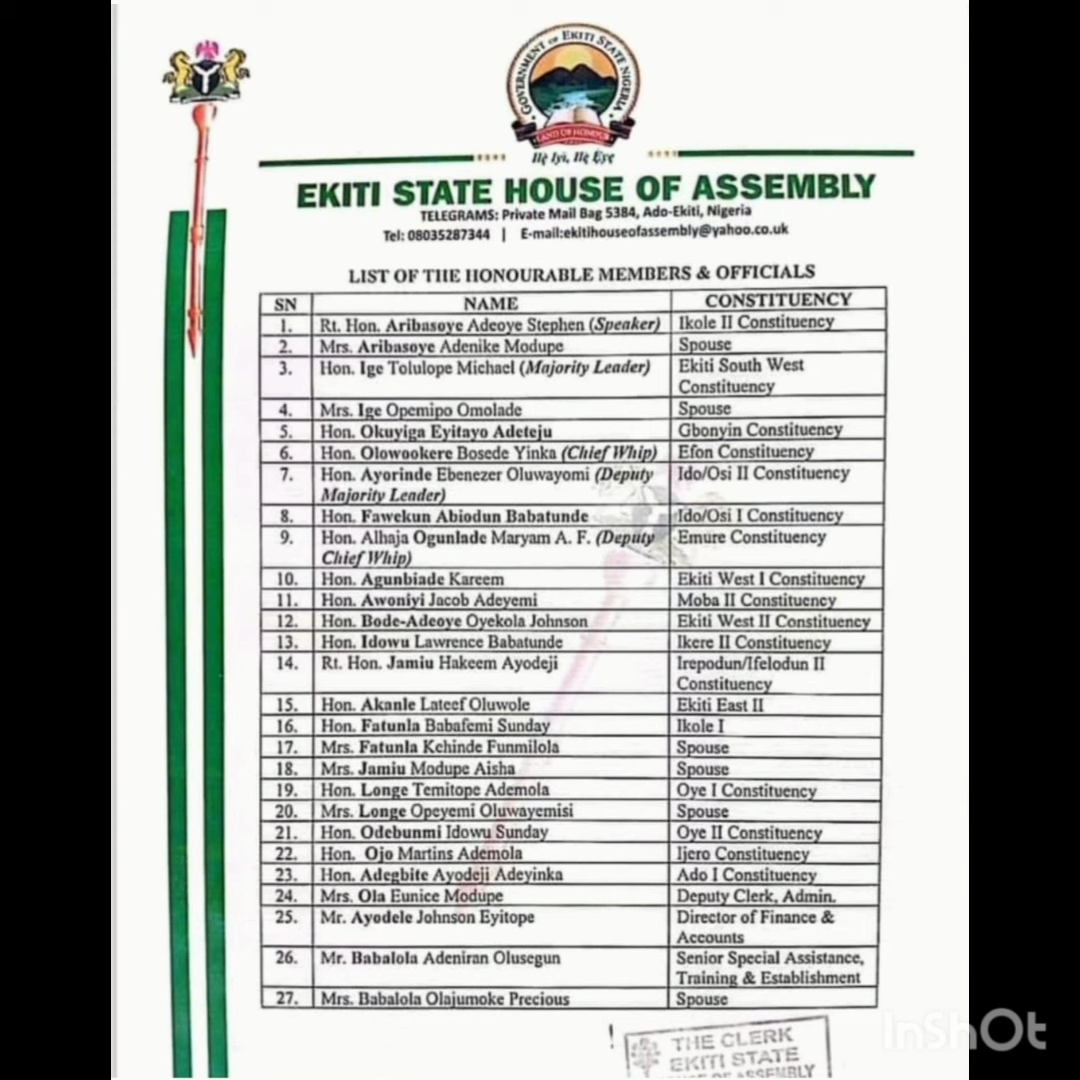 GOVERNMENT OF EKITI STATE NIGERIA
LAND OF HONOUR
EKITI STATE HOUSE OF ASSEMBLY
TELEGRAMS: Private Mail Bag 5384, Ado-Ekiti, Nigeria
Tel: 08035287344 | E-mail:ekitihouseofassembly@yahoo.co.uk
LIST OF THE HONOURABLE MEMBERS & OFFICIALS
SN NAME CONSTITUENCY
1. Rt. Hon. Aribasoye Adeoye Stephen (Speaker) Ikole II Constituency
2. Mrs. Aribasoye Adenike Modupe Spouse
3. Hon. Ige Tolulope Michael (Majority Leader) Ekiti South West
Constituency
4. Mrs. Ige Opemipo Omolade Spouse
5. Hon. Okuyiga Eyitayo Adeteju Gbonyin Constituency
6. Hon. Olowookere Bosede Yinka (Chief Whip) Efon Constituency
7. Hon. Ayorinde Ebenezer Oluwayomi (Deputy Ido/Osi II Constituency
Majority Leader)
8. Hon. Fawekun Abiodun Babatunde Ido/Osi I Constituency
9. Hon. Alhaja Ogunlade Maryam A. F. (Deputy Emure Constituency
Chief Whip)
10. Hon. Agunbiade Kareem Ekiti West I Constituency
11. Hon. Awoniyi Jacob Adeyemi Moba II Constituency
12. Hon. Bode-Adeoye Oyekola Johnson Ekiti West II Constituency
13. Hon. Idowu Lawrence Babatunde Ikere II Constituency
14. Rt. Hon. Jamiu Hakeem Ayodeji Irepodun/Ifelodun II
Constituency
15. Hon. Akanle Lateef Oluwole Ekiti East II
16. Hon. Fatunla Babafemi Sunday Ikole I
17. Mrs. Fatunla Kehinde Funmilola Spouse
18. Mrs. Jamiu Modupe Aisha Spouse
19. Hon. Longe Temitope Ademola Oye I Constituency
20. Mrs. Longe Opeyemi Oluwayemisi Spouse
21. Hon. Odebunmi Idowu Sunday Oye II Constituency
22. Hon. Ojo Martins Ademola Ijero Constituency
23. Hon. Adegbite Ayodeji Adeyinka Ado I Constituency
24. Mrs. Ola Eunice Modupe Deputy Clerk, Admin.
25. Mr. Ayodele Johnson Eyitope Director of Finance &
Accounts
26. Mr. Babalola Adeniran Olusegun Senior Special Assistance,
Training & Establishment
27. Mrs. Babalola Olajumoke Precious Spouse
THE CLERK
EKITI STATE
OF ASSEMBLY
InShOt